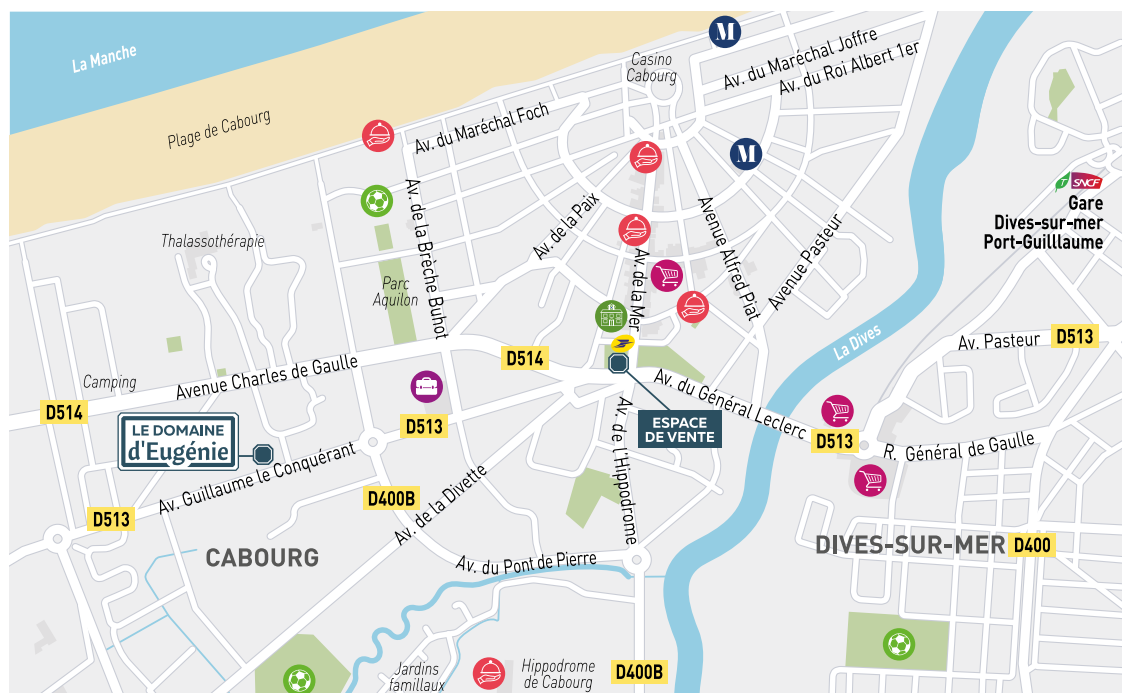 La Manche
Plage de Cabourg
M
Casino
Cabourg
Av. du Maréchal Joffre
Av. du Roi Albert 1er
Av. du Maréchal Foch
M
T SNCF
Gare
Dives-sur-mer
Port-Guilllaume
Av. de la Brèche Buhot
Av. de la Paix
Avenue Alfred Piat
Avenue Pasteur
Av. de la Mer
Thalassothérapie
Parc
Aquilon
La Dives
Av. Pasteur
D513
D514
Avenue Charles de Gaulle
Camping
D514
Av. du Général Leclerc
ESPACE
DE VENTE
D513
D513
R. Général de Gaulle
LE DOMAINE
d'Eugénie
Av. Guillaume le Conquérant
D513
D400B
Av. de la Divette
Av. de l'Hippodrome
CABOURG
Av. du Pont de Pierre
DIVES-SUR-MER
D400
Jardins
famillaux
Hippodrome
de Cabourg
D400B